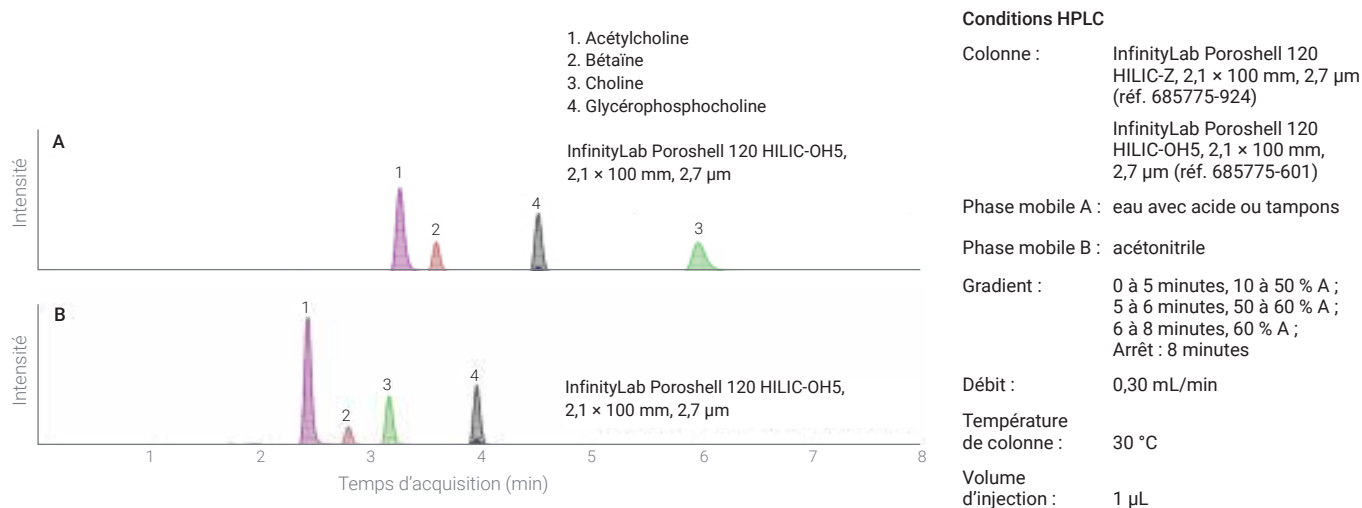 1. Acétylcholine
2. Bétaïne
3. Choline
4. Glycérophosphocholine
A
InfinityLab Poroshell 120 HILIC-OH5,
2,1 × 100 mm, 2,7 µm
Intensité
1
2
4
3
B
InfinityLab Poroshell 120 HILIC-OH5,
2,1 × 100 mm, 2,7 µm
Intensité
1
2
3
4
1 2 3 4 5 6 7 8
Temps d’acquisition (min)
Conditions HPLC
Colonne : InfinityLab Poroshell 120
HILIC-Z, 2,1 × 100 mm, 2,7 µm
(réf. 685775-924)
InfinityLab Poroshell 120
HILIC-OH5, 2,1 × 100 mm,
2,7 µm (réf. 685775-601)
Phase mobile A : eau avec acide ou tampons
Phase mobile B : acétonitrile
Gradient : 0 à 5 minutes, 10 à 50 % A ;
5 à 6 minutes, 50 à 60 % A ;
6 à 8 minutes, 60 % A ;
Arrêt : 8 minutes
Débit : 0,30 mL/min
Température
de colonne : 30 °C
Volume
d’injection : 1 µL